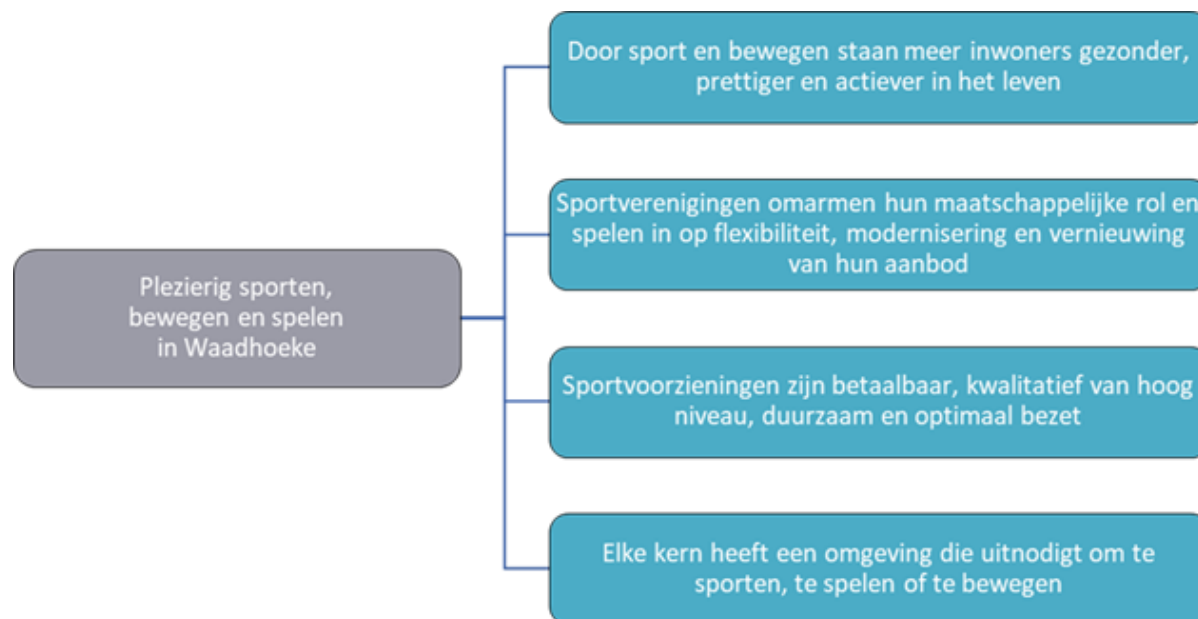 Plezierig sporten,
bewegen en spelen
in Waadhoeke
Door sport en bewegen staan meer inwoners gezonder,
prettiger en actiever in het leven
Sportverenigingen omarmen hun maatschappelijke rol en
spelen in op flexibiliteit, modernisering en vernieuwing
van hun aanbod
Sportvoorzieningen zijn betaalbaar, kwalitatief van hoog
niveau, duurzaam en optimaal bezet
Elke kern heeft een omgeving die uitnodigt om te
sporten, te spelen of te bewegen